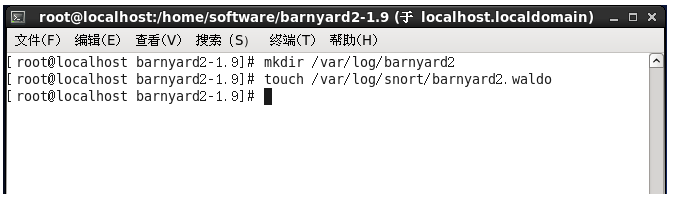 root@localhost:/home/software/barnyard2-1.9 (于 localhost.localdomain)
文件(F) 编辑(E) 查看(V) 搜索 (S) 终端(T) 帮助(H)
[root@localhost barnyard2-1.9]# mkdir /var/log/barnyard2
[root@localhost barnyard2-1.9]# touch /var/log/snort/barnyard2.waldo
[root@localhost barnyard2-1.9]#